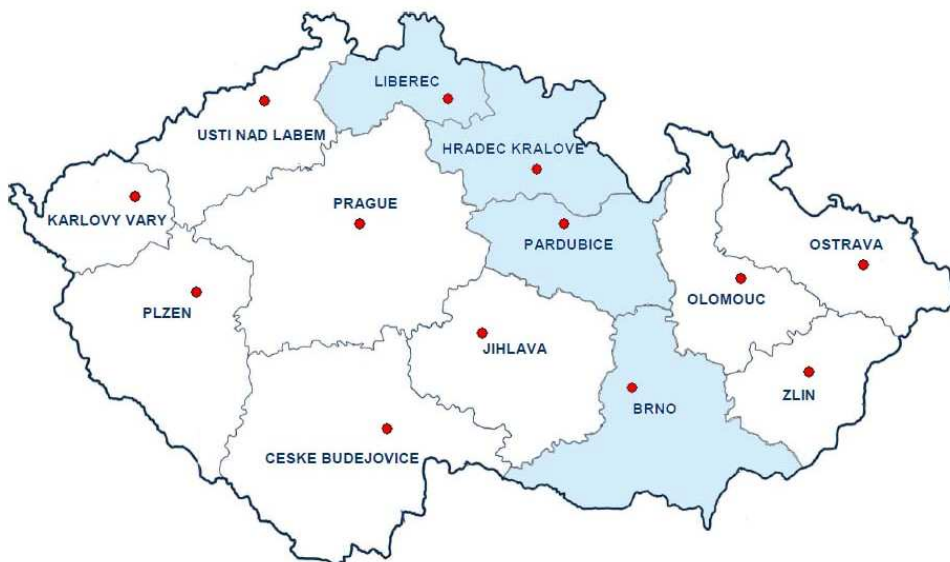 LIBEREC
USTI NAD LABEM
HRADEC KRALOVE
KARLOVY VARY
PRAGUE
PARDUBICE
OSTRAVA
PLZEN
OLOMOUC
JIHLAVA
ZLIN
BRNO
CESKE BUDEJOVICE